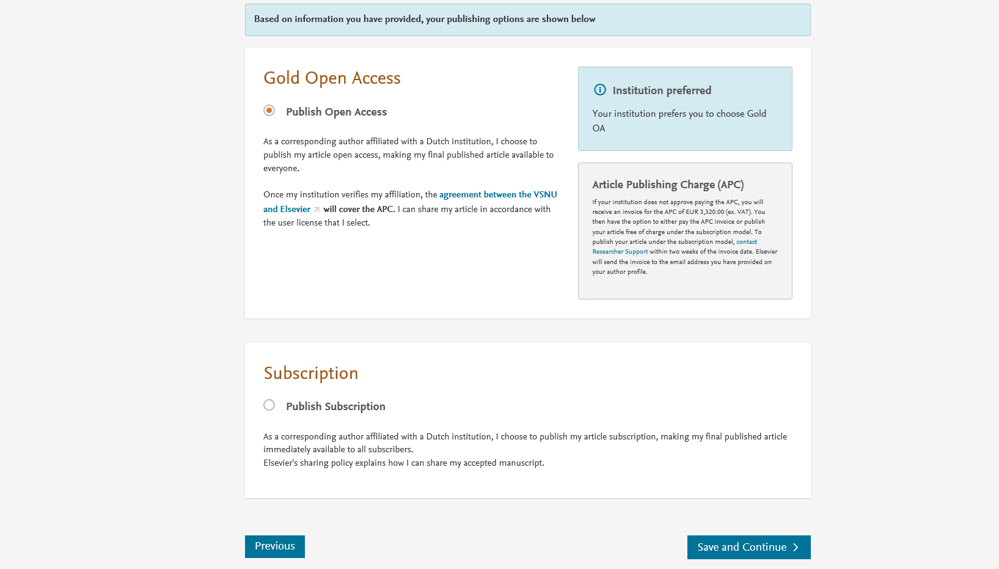 Based on information you have provided, your publishing options are shown below
Gold Open Access
Publish Open Access
As a corresponding author affiliated with a Dutch institution, I choose to
publish my article open access, making my final published article available to
everyone.
Once my institution verifies my affiliation, the agreement between the VSNU
and Elsevier will cover the APC. I can share my article in accordance with
the user license that I select.
Institution preferred
Your institution prefers you to choose Gold
OA
Article Publishing Charge (APC)
If your institution does not approve paying the APC, you will
receive an invoice for the APC of EUR 3,320.00 (ex. VAT). You
then have the option to either pay the APC invoice or publish
your article free of charge under the subscription model. To
publish your article under the subscription model, contact
Researcher Support within two weeks of the invoice date. Elsevier
will send the invoice to the email address you have provided on
your author profile.
Subscription
Publish Subscription
As a corresponding author affiliated with a Dutch institution, I choose to publish my article subscription, making my final published article
immediately available to all subscribers.
Elsevier's sharing policy explains how I can share my accepted manuscript.
Previous
Save and Continue